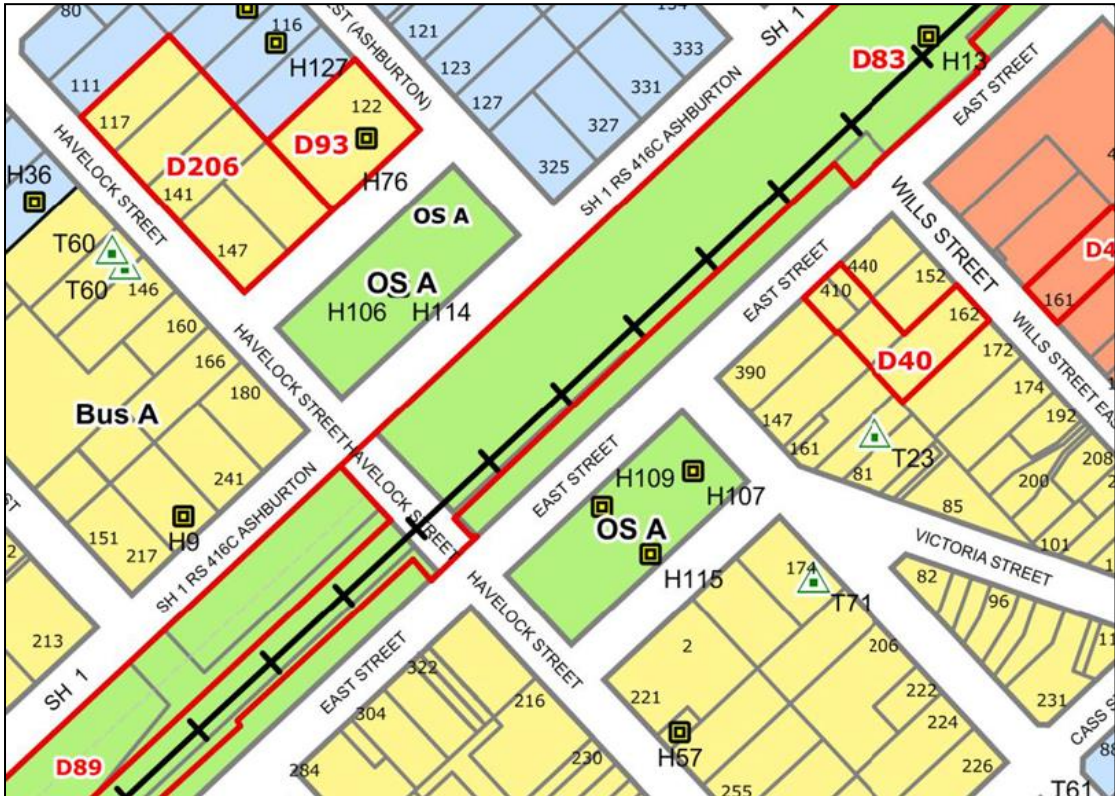 80
116
H127
EST (ASHBURTON)
121
123
127
333
331
327
325
SH 1
D83
H13
EAST STREET
111
117
122
D93
D206
H76
HAVELOCK STREET
141
147
H36
T60
T60
146
160
166
180
Bus A
241
151
217
H9
213
OS A
OS A
H106
H114
SH 1 RS 416C ASHBURTON
HAVELOCK STREET
HAVELOCK STREET
SH 1 RS 416C ASHBURTON
SH 1
D89
WILLS STREET
EAST STREET
440
410
152
162
D40
161
WILLS STREET EAS
172
174
192
208
200
390
147
161
81
T23
85
101
VICTORIA STREET
82
96
231
CASS S
EAST STREET
H109
H107
OS A
H115
HAVELOCK STREET
174
T71
2
206
221
222
224
226
H57
255
EAST STREET
322
304
284
216
230
T61